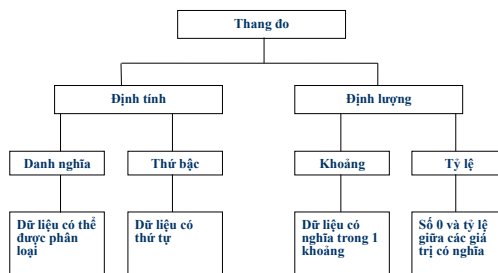 Thang đo
Định tính
Định lượng
Danh nghĩa
Thứ bậc
Khoảng
Tỷ lệ
Dữ liệu có thể
được phân
loại
Dữ liệu có
thứ tự
Dữ liệu có
nghĩa trong 1
khoảng
Số 0 và tỷ lệ
giữa các giá
trị có nghĩa